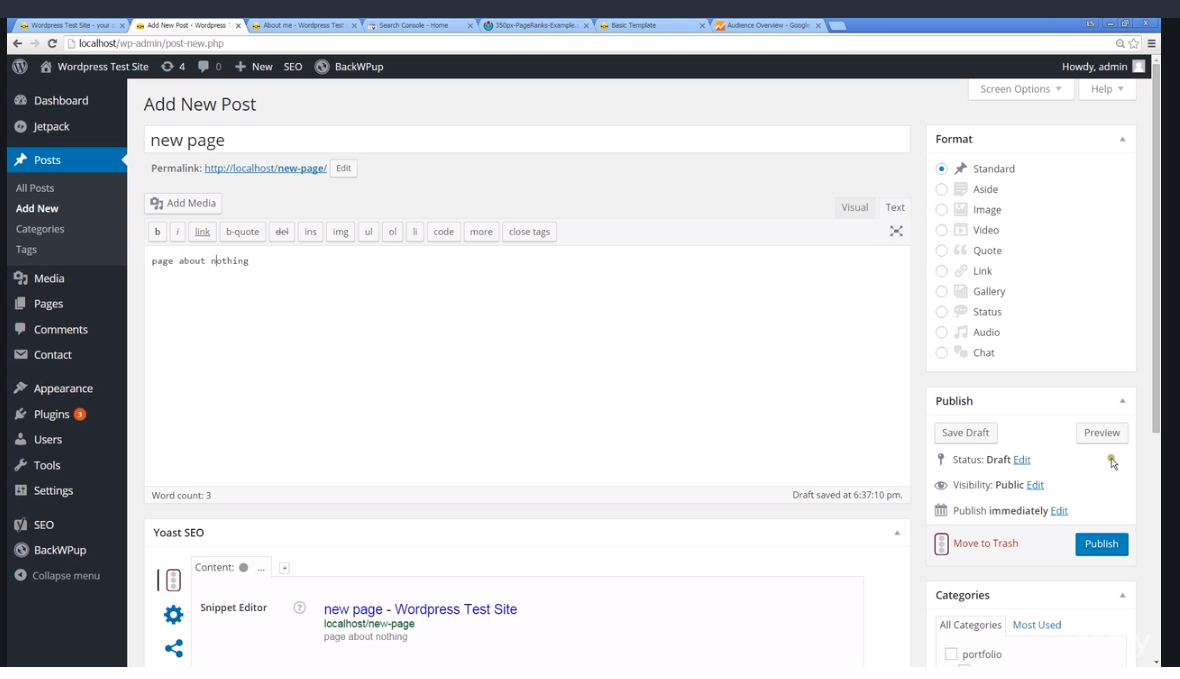 Wordpress Test Site - your s
Add New Post ‹ Wordpress T
About me - Wordpress Test
Search Console - Home
350px-PageRanks-Example.
Basic Template
Audience Overview - Google
ES
localhost/wp-admin/post-new.php
Wordpress Test Site
4
0
New
SEO
BackWPup
Howdy, admin
Dashboard
Jetpack
Posts
All Posts
Add New
Categories
Tags
Media
Pages
Comments
Contact
Appearance
Plugins 3
Users
Tools
Settings
SEO
BackWPup
Collapse menu
Screen Options
Help
Add New Post
new page
Permalink: http://localhost/new-page/ Edit
Add Media
Visual
Text
b i link b-quote del ins img ul ol li code more close tags
page about nothing
Word count: 3
Draft saved at 6:37:10 pm.
Yoast SEO
Content: ...
Snippet Editor
?
new page - Wordpress Test Site
localhost/new-page
page about nothing
Format
Standard
Aside
Image
Video
Quote
Link
Gallery
Status
Audio
Chat
Publish
Save Draft
Preview
Status: Draft Edit
Visibility: Public Edit
Publish immediately Edit
Move to Trash
Publish
Categories
All Categories
Most Used
portfolio